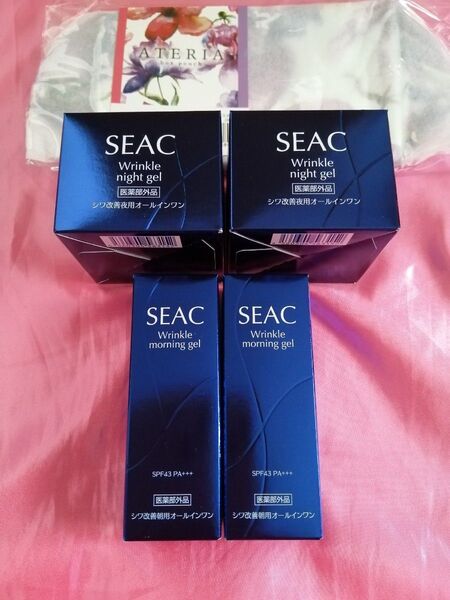 ATERIA
box pouch
SEAC
Wrinkle
night gel
医薬部外品
シワ改善夜用オールインワン
SEAC
Wrinkle
night gel
医薬部外品
シワ改善夜用オールインワン
SEAC
Wrinkle
morning gel
SPF43 PA+++
医薬部外品
シワ改善朝用オールインワン
SEAC
Wrinkle
morning gel
SPF43 PA+++
医薬部外品
シワ改善朝用オールインワン